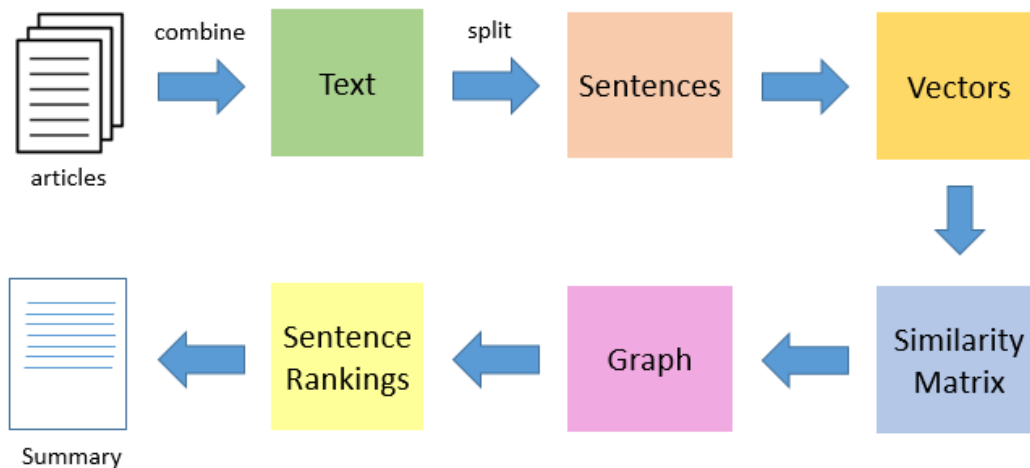 combine
split
Text
Sentences
Vectors
articles
Sentence
Rankings
Graph
Similarity
Matrix
Summary